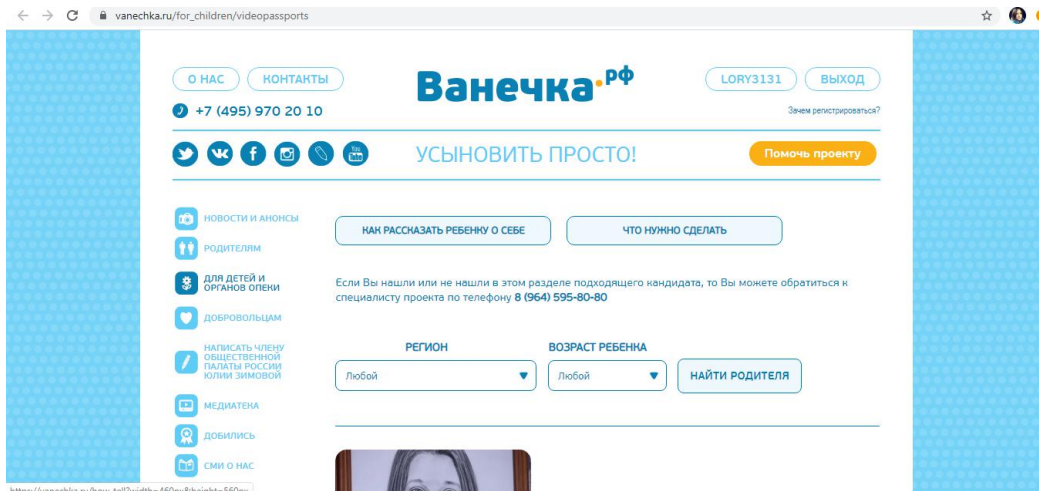 vanechka.ru/for_children/videopassports
О НАС
КОНТАКТЫ
Ванечка.рф
LORY3131
ВЫХОД
+7 (495) 970 20 10
Зачем регистрироваться?
You
УСЫНОВИТЬ ПРОСТО!
Помочь проекту
НОВОСТИ И АНОНСЫ
РОДИТЕЛЯМ
ДЛЯ ДЕТЕЙ И
ОРГАНОВ ОПЕКИ
ДОБРОВОЛЬЦАМ
НАПИСАТЬ ЧЛЕНУ
ОБЩЕСТВЕННОЙ
ПАЛАТЫ РОССИИ
ЮЛИИ ЗИМОВОЙ
МЕДИАТЕКА
ДОБИЛИСЬ
СМИ О НАС
КАК РАССКАЗАТЬ РЕБЕНКУ О СЕБЕ
ЧТО НУЖНО СДЕЛАТЬ
Если Вы нашли или не нашли в этом разделе подходящего кандидата, то Вы можете обратиться к
специалисту проекта по телефону 8 (964) 595-80-80
РЕГИОН
ВОЗРАСТ РЕБЕНКА
Любой
Любой
НАЙТИ РОДИТЕЛЯ